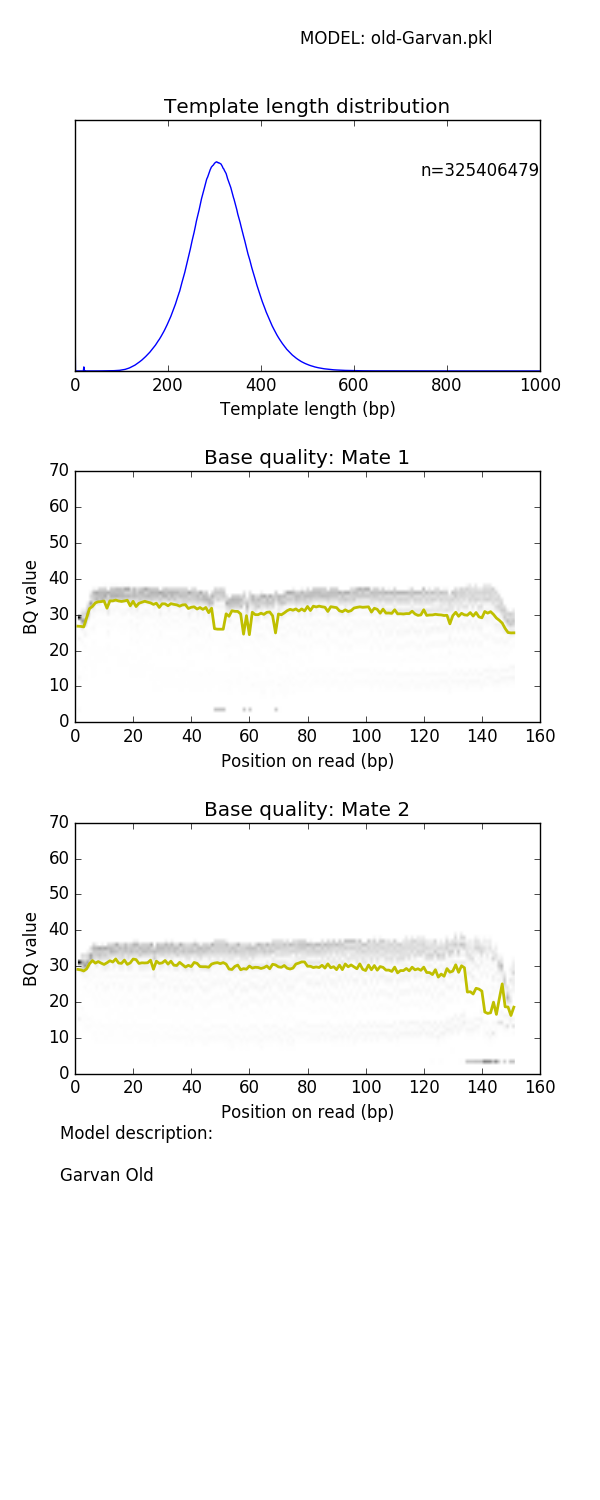 MODEL: old-Garvan.pkl
Template length distribution
n=325406479
0 200 400 600 800 1000
Template length (bp)
Base quality: Mate 1
70
60
50
40
30
20
10
0
BQ value
0 20 40 60 80 100 120 140 160
Position on read (bp)
Base quality: Mate 2
70
60
50
40
30
20
10
0
BQ value
0 20 40 60 80 100 120 140 160
Position on read (bp)
Model description:
Garvan Old